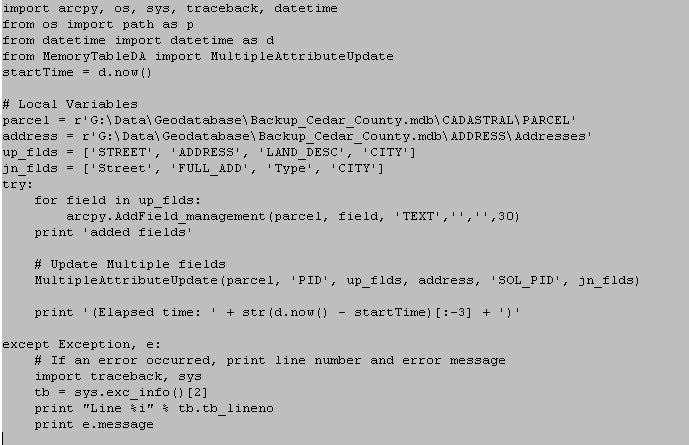 import arcpy, os, sys, traceback, datetime
from os import path as p
from datetime import datetime as d
from MemoryTableDA import MultipleAttributeUpdate
startTime = d.now()

# Local Variables
parcel = r'G:\Data\Geodatabase\Backup_Cedar_County.mdb\CADASTRAL\PARCEL'
address = r'G:\Data\Geodatabase\Backup_Cedar_County.mdb\ADDRESS\Addresses'
up_flds = ['STREET', 'ADDRESS', 'LAND_DESC', 'CITY']
jn_flds = ['Street', 'FULL_ADD', 'Type', 'CITY']
try:
    for field in up_flds:
        arcpy.AddField_management(parcel, field, 'TEXT','','',30)
    print 'added fields'

    # Update Multiple fields
    MultipleAttributeUpdate(parcel, 'PID', up_flds, address, 'SOL_PID', jn_flds)

    print '(Elapsed time: ' + str(d.now() - startTime)[:-3] + ')'

except Exception, e:
    # If an error occurred, print line number and error message
    import traceback, sys
    tb = sys.exc_info()[2]
    print "Line %i" % tb.tb_lineno
    print e.message